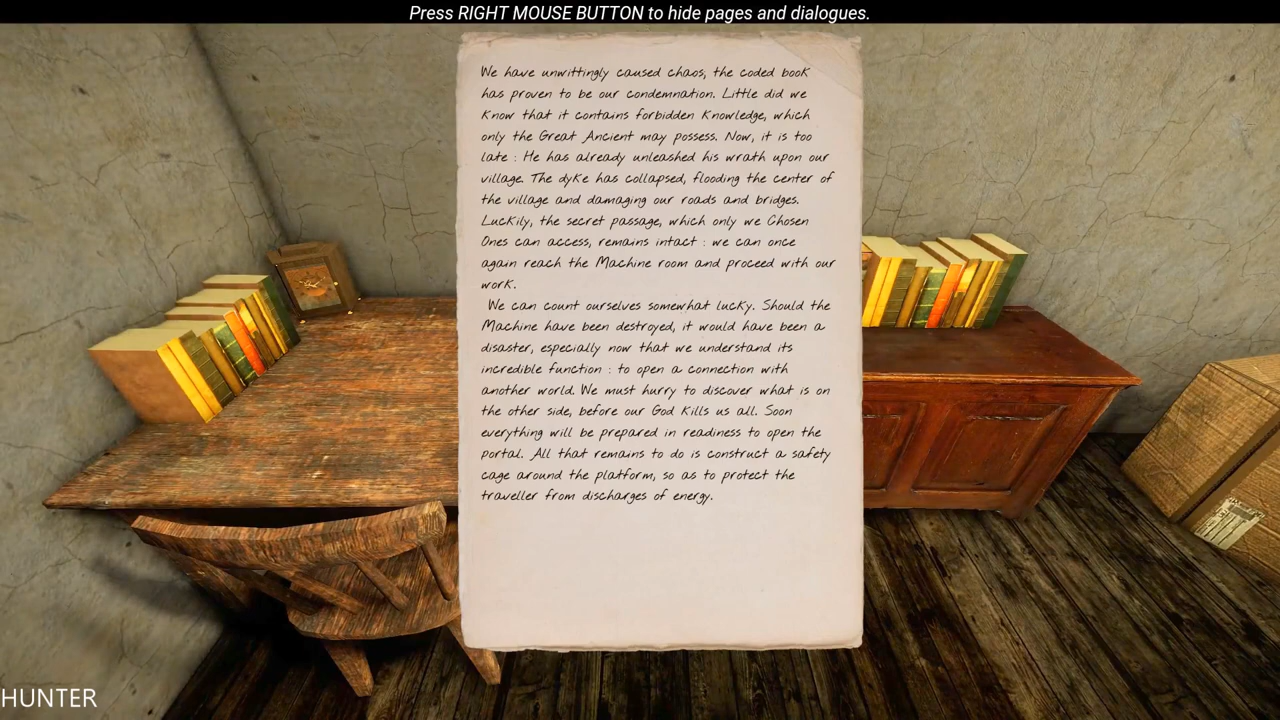 Press RIGHT MOUSE BUTTON to hide pages and dialogues.
We have unwittingly caused chaos, the coded book
has proven to be our condemnation. Little did we
know that it contains forbidden knowledge, which
only the Great Ancient may possess. Now, it is too
late : He has already unleashed his wrath upon our
village. The dyke has collapsed, flooding the center of
the village and damaging our roads and bridges.
Luckily, the secret passage, which only we Chosen
Ones can access, remains intact : we can once
again reach the Machine room and proceed with our
work.
We can count ourselves somewhat lucky. Should the
Machine have been destroyed, it would have been a
disaster, especially now that we understand its
incredible function : to open a connection with
another world. We must hurry to discover what is on
the other side, before our God kills us all. Soon
everything will be prepared in readiness to open the
portal. All that remains to do is construct a safety
cage around the platform, so as to protect the
traveller from discharges of energy.
HUNTER